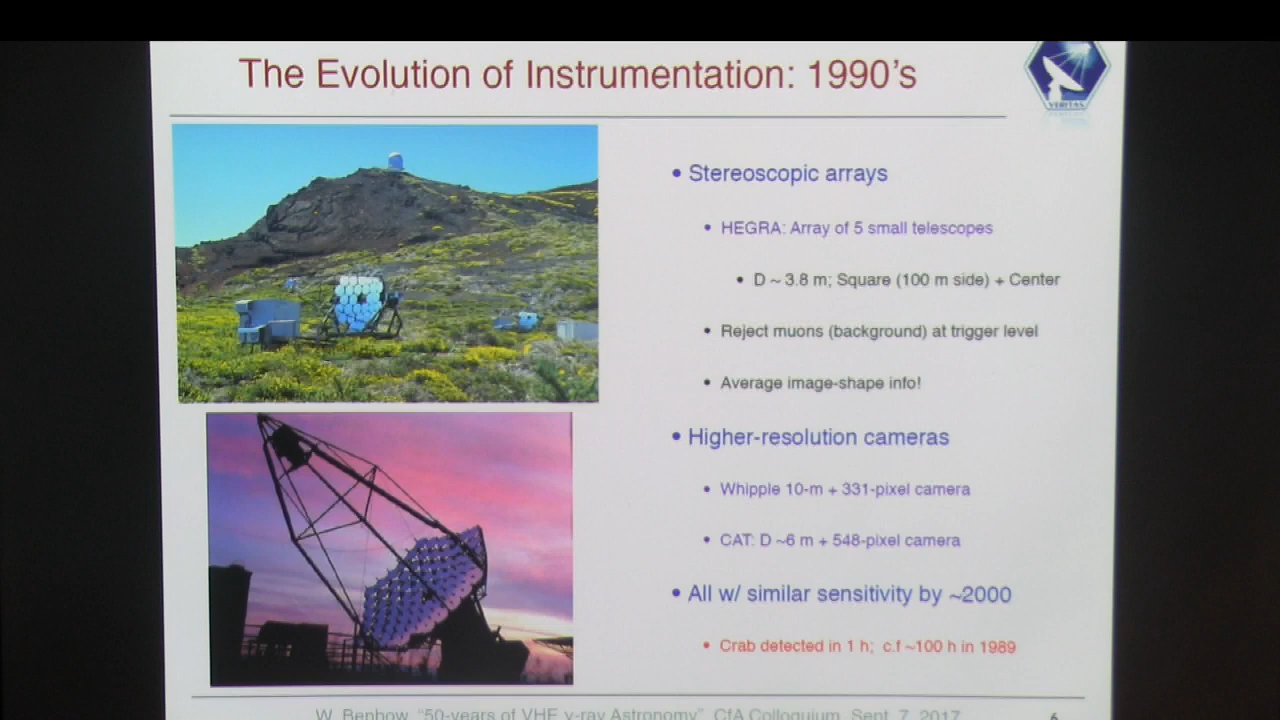 The Evolution of Instrumentation: 1990's
VERITAS
• Stereoscopic arrays
• HEGRA: Array of 5 small telescopes
• D ~ 3.8 m; Square (100 m side) + Center
• Reject muons (background) at trigger level
• Average image-shape info!
• Higher-resolution cameras
• Whipple 10-m + 331-pixel camera
• CAT: D ~6 m + 548-pixel camera
• All w/ similar sensitivity by ~2000
• Crab detected in 1 h; c.f ~100 h in 1989
W. Benbow, "50-years of VHE γ-ray Astronomy", CfA Colloquium, Sept. 7, 2017
6